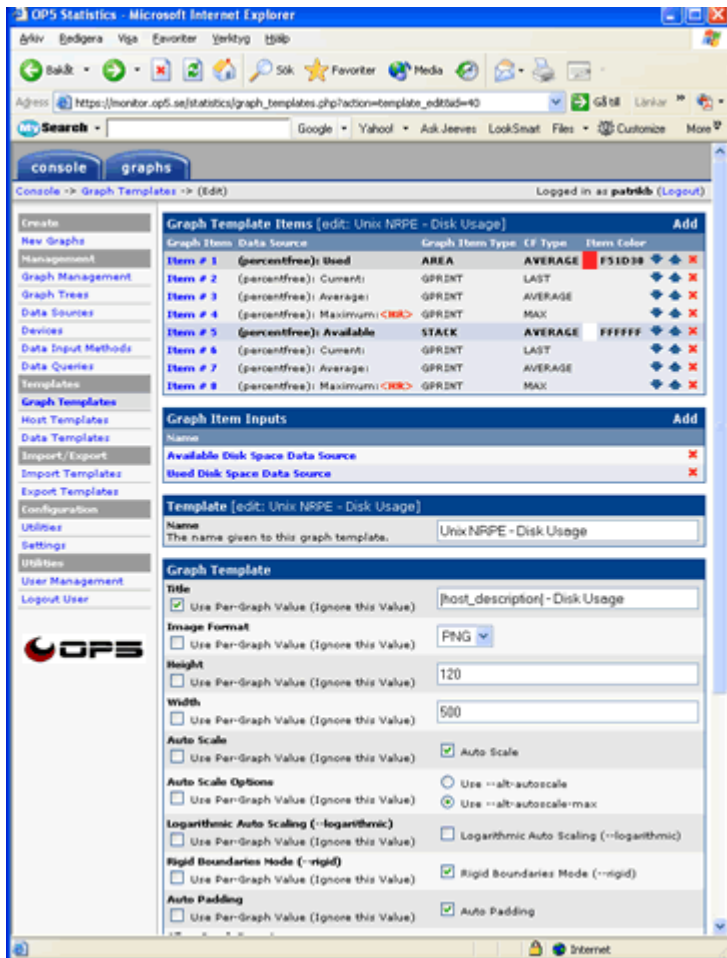 OP5 Statistics - Microsoft Internet Explorer
Arkiv Redigera Visa Favoriter Verktyg Hjälp
Bakåt Sök Favoriter Media
Adress https://monitor.op5.se/statistics/graph_templates.php?action=template_edit&id=40 Gå till Länkar
My Search Google Yahoo! Ask Jeeves LookSmart Files Customize More
console graphs
Console -> Graph Templates -> (Edit) Logged in as patrikb (Logout)
Create
New Graphs
Management
Graph Management
Graph Trees
Data Sources
Devices
Data Input Methods
Data Queries
Templates
Graph Templates
Host Templates
Data Templates
Import/Export
Import Templates
Export Templates
Configuration
Utilities
Settings
Utilities
User Management
Logout User
OP5
Graph Template Items [edit: Unix NRPE - Disk Usage] Add
Graph Item Data Source Graph Item Type CF Type Item Color
Item # 1 (percentfree): Used AREA AVERAGE F51D30
Item # 2 (percentfree): Current: GPRINT LAST
Item # 3 (percentfree): Average: GPRINT AVERAGE
Item # 4 (percentfree): Maximum:<HR> GPRINT MAX
Item # 5 (percentfree): Available STACK AVERAGE FFFFFF
Item # 6 (percentfree): Current: GPRINT LAST
Item # 7 (percentfree): Average: GPRINT AVERAGE
Item # 8 (percentfree): Maximum:<HR> GPRINT MAX
Graph Item Inputs Add
Name
Available Disk Space Data Source
Used Disk Space Data Source
Template [edit: Unix NRPE - Disk Usage]
Name
The name given to this graph template.
Unix NRPE - Disk Usage
Graph Template
Title
Use Per-Graph Value (Ignore this Value)
|host_description| - Disk Usage
Image Format
Use Per-Graph Value (Ignore this Value)
PNG
Height
Use Per-Graph Value (Ignore this Value)
120
Width
Use Per-Graph Value (Ignore this Value)
500
Auto Scale
Use Per-Graph Value (Ignore this Value)
Auto Scale
Auto Scale Options
Use Per-Graph Value (Ignore this Value)
Use --alt-autoscale
Use --alt-autoscale-max
Logarithmic Auto Scaling (--logarithmic)
Use Per-Graph Value (Ignore this Value)
Logarithmic Auto Scaling (--logarithmic)
Rigid Boundaries Mode (--rigid)
Use Per-Graph Value (Ignore this Value)
Rigid Boundaries Mode (--rigid)
Auto Padding
Use Per-Graph Value (Ignore this Value)
Auto Padding
Internet